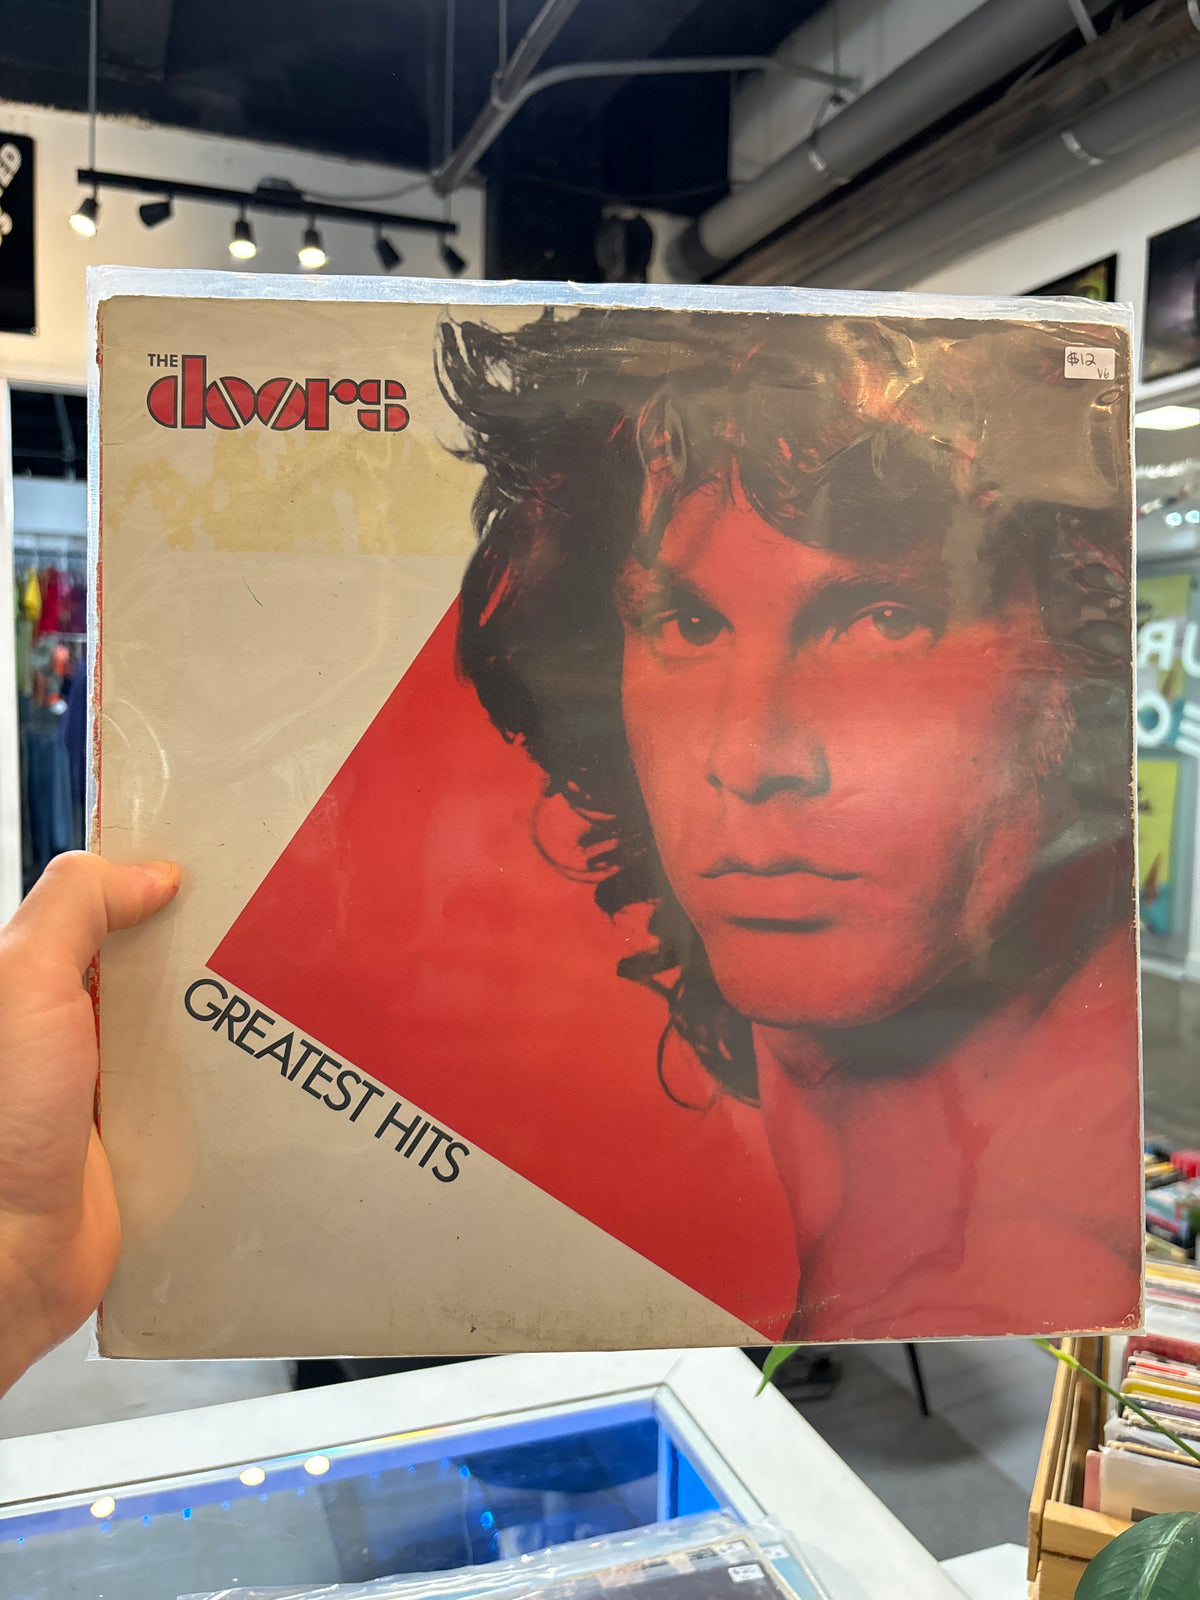 THE
doors
$12
VG
GREATEST HITS